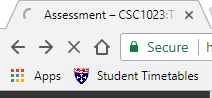 Assessment – CSC1023:T
Secure
Apps Student Timetables